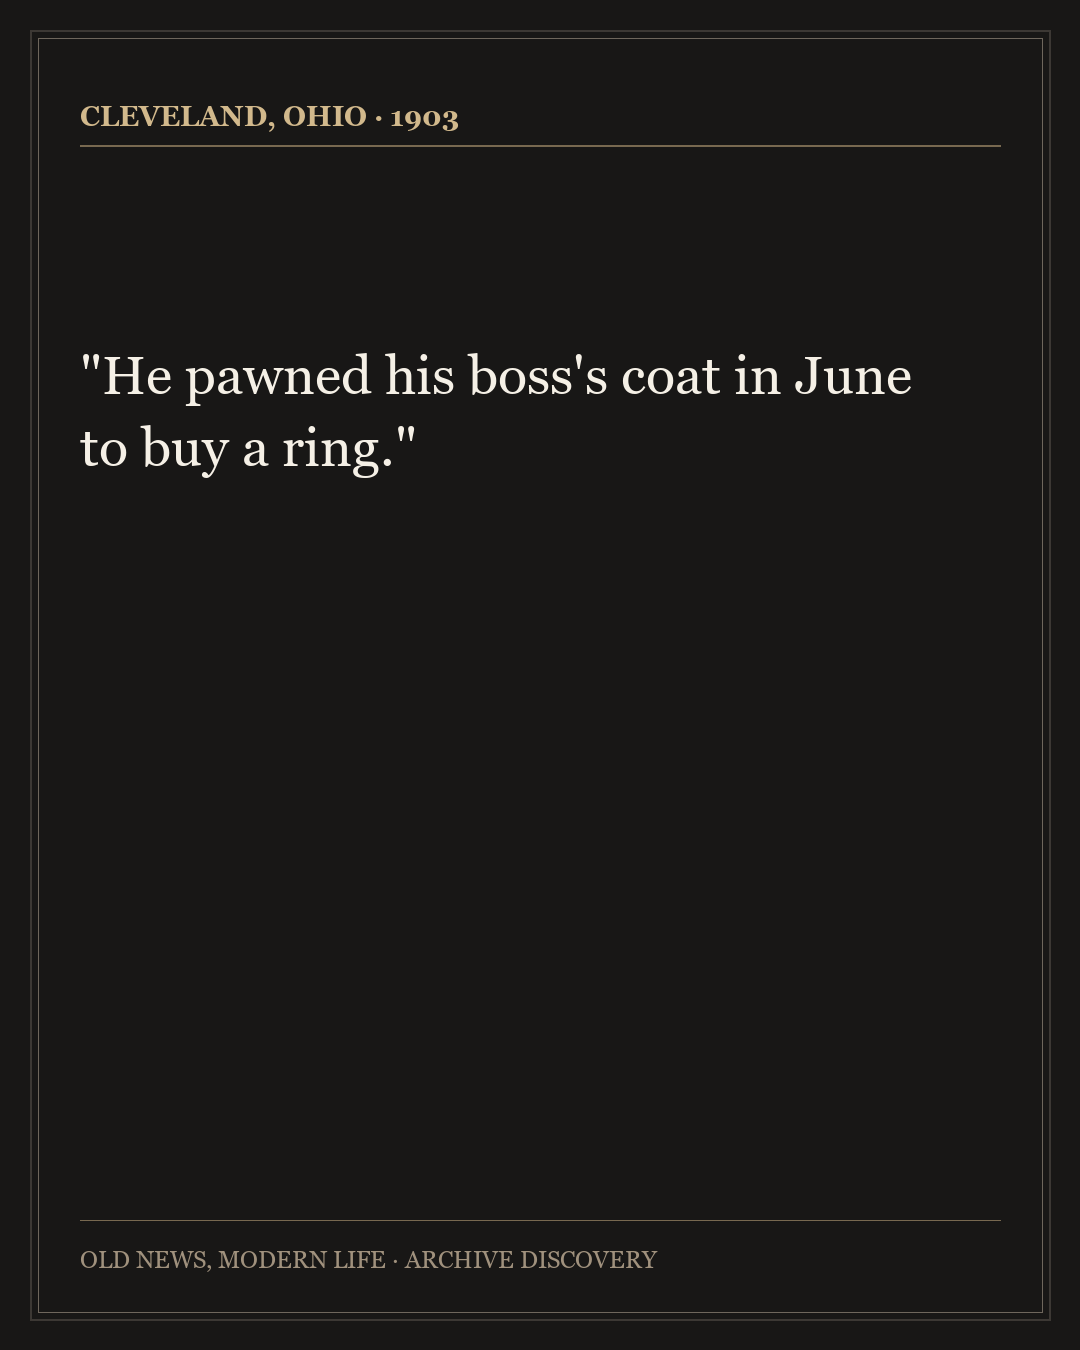 CLEVELAND, OHIO · 1903
"He pawned his boss's coat in June
to buy a ring."
OLD NEWS, MODERN LIFE · ARCHIVE DISCOVERY